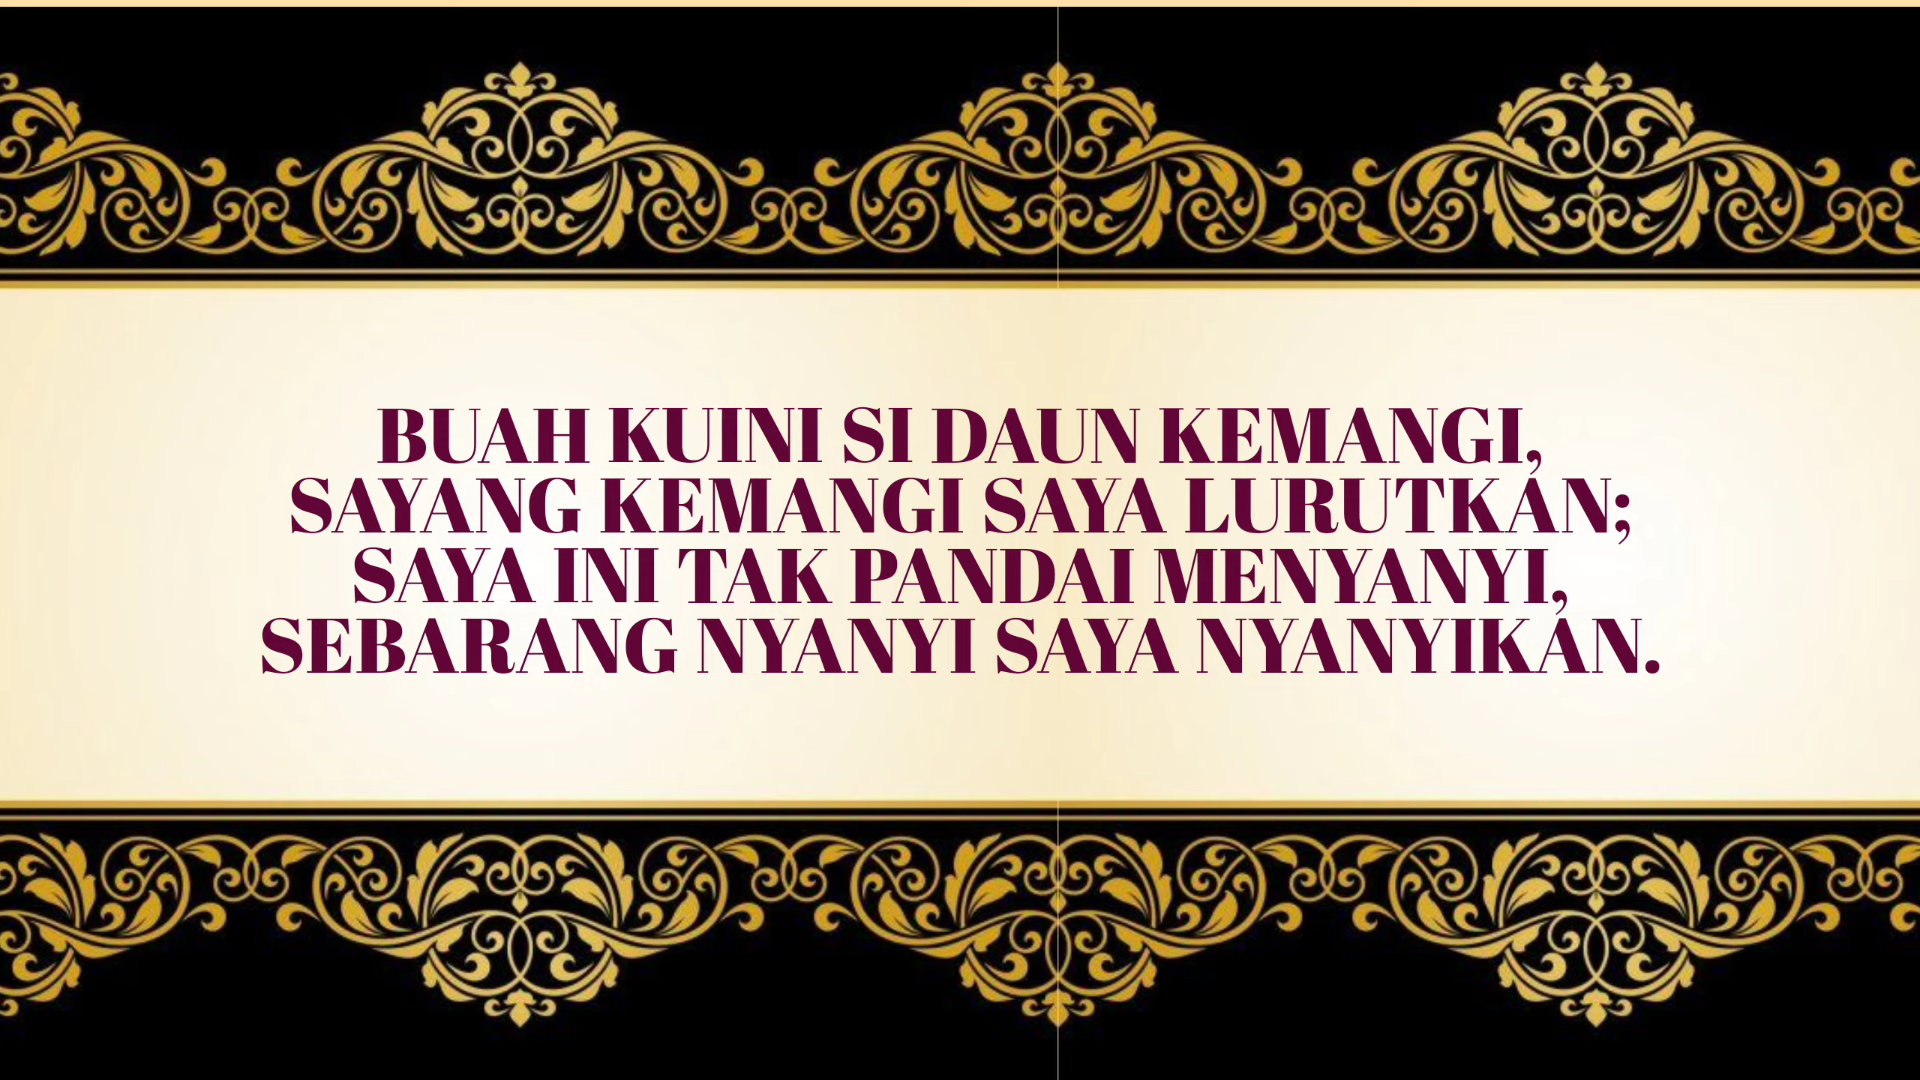 BUAH KUINI SI DAUN KEMANGI,
SAYANG KEMANGI SAYA LURUTKAN;
SAYA INI TAK PANDAI MENYANYI,
SEBARANG NYANYI SAYA NYANYIKAN.